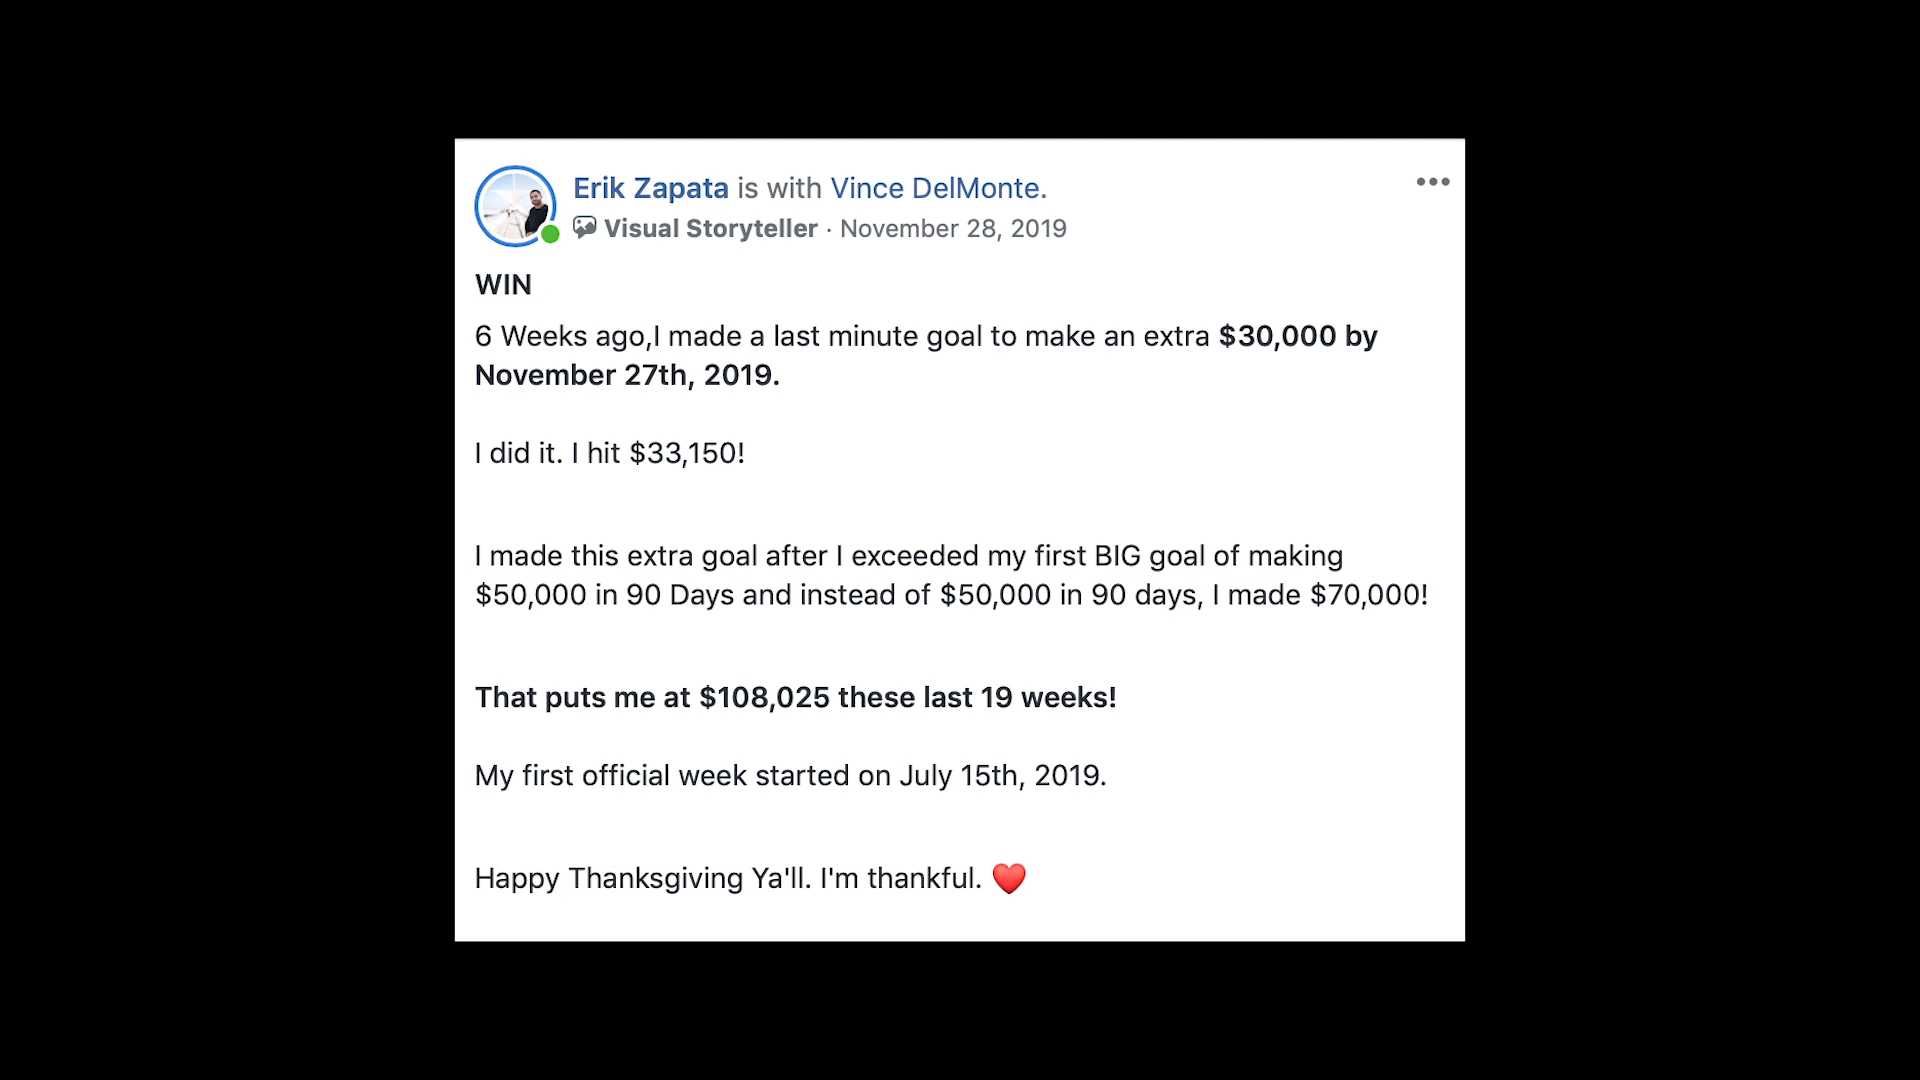 Erik Zapata is with Vince DelMonte.
Visual Storyteller · November 28, 2019
WIN
6 Weeks ago,I made a last minute goal to make an extra $30,000 by
November 27th, 2019.
I did it. I hit $33,150!
I made this extra goal after I exceeded my first BIG goal of making
$50,000 in 90 Days and instead of $50,000 in 90 days, I made $70,000!
That puts me at $108,025 these last 19 weeks!
My first official week started on July 15th, 2019.
Happy Thanksgiving Ya'll. I'm thankful. ❤️